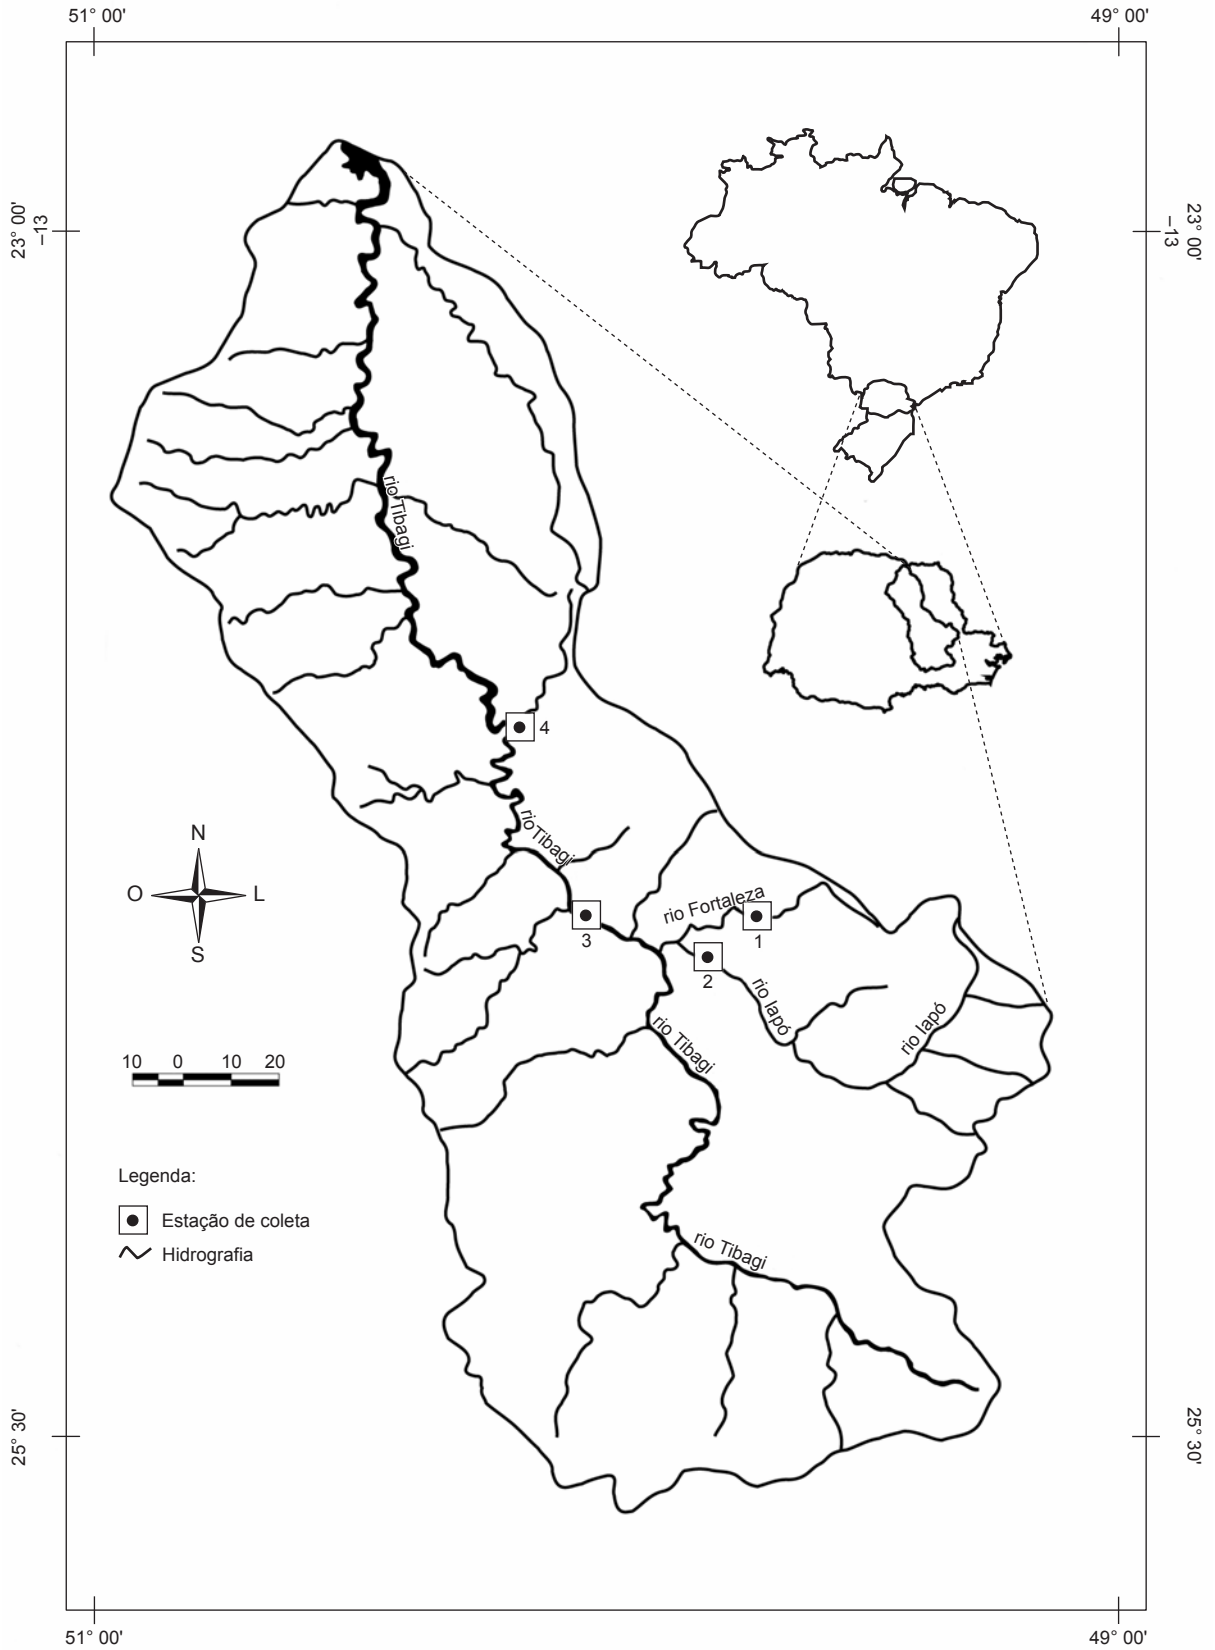 51° 00'
49° 00'
23° 00'
–13
23° 00'
–13
rio Tibagi
4
rio Tibagi
N
O
L
S
rio Fortaleza
1
3
2
rio Iapó
rio Iapó
rio Tibagi
10 0 10 20
Legenda:
Estação de coleta
Hidrografia
rio Tibagi
25° 30'
25° 30'
51° 00'
49° 00'